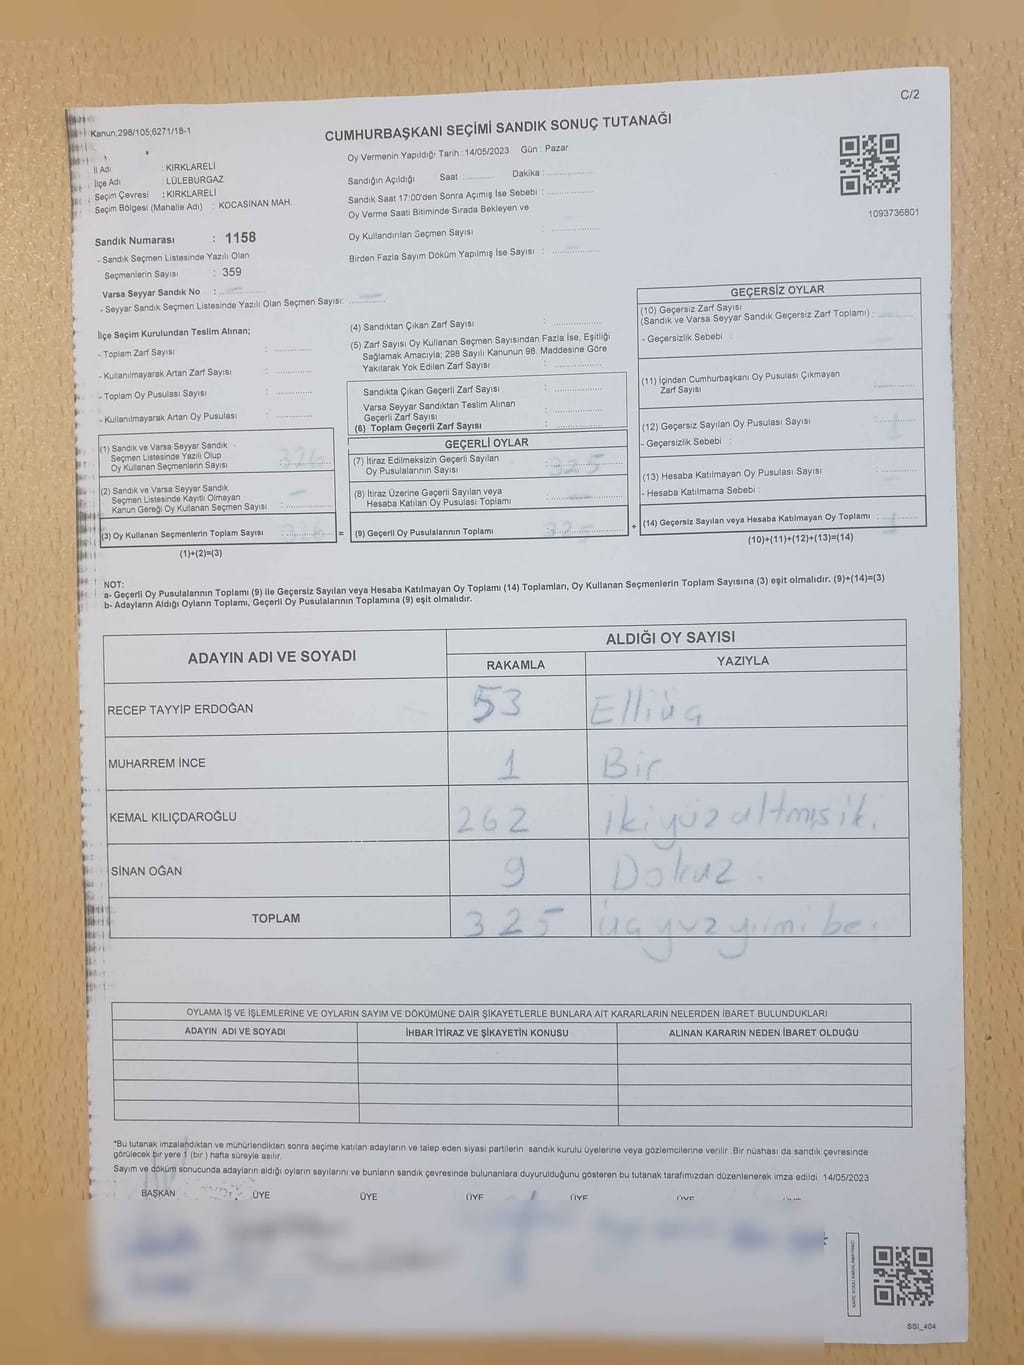 C/2
Kanun:298/105;6271/18-1
CUMHURBAŞKANI SEÇİMİ SANDIK SONUÇ TUTANAĞI
Oy Vermenin Yapıldığı Tarih :14/05/2023 Gün : Pazar
İl Adı : KIRKLARELİ
İlçe Adı : LÜLEBURGAZ
Seçim Çevresi : KIRKLARELİ
Seçim Bölgesi (Mahalle Adı) : KOCASİNAN MAH.
Sandığın Açıldığı Saat :............ Dakika :...............
Sandık Saat 17:00'den Sonra Açımış İse Sebebi :..............
Oy Verme Saati Bitiminde Sırada Bekleyen ve
Oy Kullandırılan Seçmen Sayısı :..............
Birden Fazla Sayım Döküm Yapılmış İse Sayısı :..............
1093736801
Sandık Numarası : 1158
- Sandık Seçmen Listesinde Yazılı Olan
Seçmenlerin Sayısı : 359
Varsa Seyyar Sandık No :
- Seyyar Sandık Seçmen Listesinde Yazılı Olan Seçmen Sayısı:
İlçe Seçim Kurulundan Teslim Alınan;
- Toplam Zarf Sayısı :
- Kullanılmayarak Artan Zarf Sayısı :
- Toplam Oy Pusulası Sayısı :
- Kullanılmayarak Artan Oy Pusulası :
(1) Sandık ve Varsa Seyyar Sandık
Seçmen Listesinde Yazılı Olup
Oy Kullanan Seçmenlerin Sayısı : 326
(2) Sandık ve Varsa Seyyar Sandık
Seçmen Listesinde Kayıtlı Olmayan
Kanun Gereği Oy Kullanan Seçmen Sayısı : –
(3) Oy Kullanan Seçmenlerin Toplam Sayısı : 326
(1)+(2)=(3)
(4) Sandıktan Çıkan Zarf Sayısı :
(5) Zarf Sayısı Oy Kullanan Seçmen Sayısından Fazla İse, Eşitliği
Sağlamak Amacıyla; 298 Sayılı Kanunun 98. Maddesine Göre
Yakılarak Yok Edilen Zarf Sayısı :
Sandıkta Çıkan Geçerli Zarf Sayısı :
Varsa Seyyar Sandıktan Teslim Alınan
Geçerli Zarf Sayısı :
(6) Toplam Geçerli Zarf Sayısı :
GEÇERLİ OYLAR
(7) İtiraz Edilmeksizin Geçerli Sayılan
Oy Pusulalarının Sayısı : 325
(8) İtiraz Üzerine Geçerli Sayılan veya
Hesaba Katılan Oy Pusulası Toplamı : –
= (9) Geçerli Oy Pusulalarının Toplamı : 325
GEÇERSİZ OYLAR
(10) Geçersiz Zarf Sayısı
(Sandık ve Varsa Seyyar Sandık Geçersiz Zarf Toplamı) :
- Geçersizlik Sebebi :
(11) İçinden Cumhurbaşkanı Oy Pusulası Çıkmayan
Zarf Sayısı :
(12) Geçersiz Sayılan Oy Pusulası Sayısı : 1
- Geçersizlik Sebebi :
(13) Hesaba Katılmayan Oy Pusulası Sayısı :
- Hesaba Katılmama Sebebi :
+ (14) Geçersiz Sayılan veya Hesaba Katılmayan Oy Toplamı : 1
(10)+(11)+(12)+(13)=(14)
NOT:
a- Geçerli Oy Pusulalarının Toplamı (9) ile Geçersiz Sayılan veya Hesaba Katılmayan Oy Toplamı (14) Toplamları, Oy Kullanan Seçmenlerin Toplam Sayısına (3) eşit olmalıdır. (9)+(14)=(3)
b- Adayların Aldığı Oyların Toplamı, Geçerli Oy Pusulalarının Toplamına (9) eşit olmalıdır.
ADAYIN ADI VE SOYADI ALDIĞI OY SAYISI
RAKAMLA YAZIYLA
RECEP TAYYİP ERDOĞAN 53 Elliüç
MUHARREM İNCE 1 Bir
KEMAL KILIÇDAROĞLU 262 ikiyüzaltmışik.
SİNAN OĞAN 9 Dokuz.
TOPLAM 325 üçyüzyirmibe.
OYLAMA İŞ VE İŞLEMLERİNE VE OYLARIN SAYIM VE DÖKÜMÜNE DAİR ŞİKAYETLERLE BUNLARA AİT KARARLARIN NELERDEN İBARET BULUNDUKLARI
ADAYIN ADI VE SOYADI İHBAR İTİRAZ VE ŞİKAYETİN KONUSU ALINAN KARARIN NEDEN İBARET OLDUĞU
*Bu tutanak imzalandıktan ve mühürlendikten sonra seçime katılan adayların ve talep eden siyasi partilerin sandık kurulu üyelerine veya gözlemcilerine verilir. Bir nüshası da sandık çevresinde
görülecek bir yere 1 (bir ) hafta süreyle asılır.
Sayım ve döküm sonucunda adayların aldığı oyların sayılarını ve bunların sandık çevresinde bulunanlara duyurulduğunu gösteren bu tutanak tarafımızdan düzenlenerek imza edildi. 14/05/2023
BAŞKAN ÜYE ÜYE ÜYE ÜYE ÜYE ÜYE
SSI_404